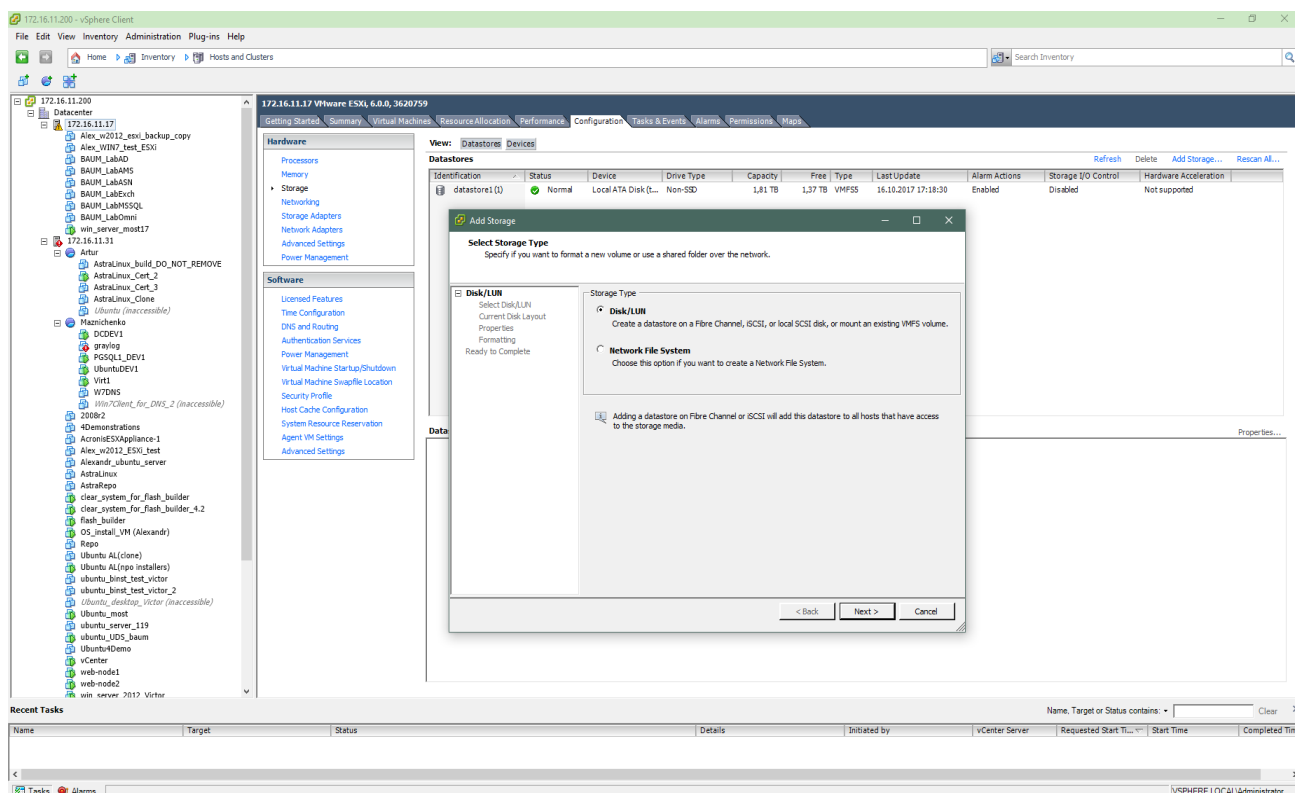 172.16.11.200 - vSphere Client
File Edit View Inventory Administration Plug-ins Help
Home Inventory Hosts and Clusters
Search Inventory
172.16.11.200
Datacenter
172.16.11.17
Alex_w2012_esxi_backup_copy
Alex_WIN7_test_ESXi
BAUM_LabAD
BAUM_LabAMS
BAUM_LabASN
BAUM_LabExch
BAUM_LabMSSQL
BAUM_LabOmni
win_server_most17
172.16.11.31
Artur
AstraLinux_build_DO_NOT_REMOVE
AstraLinux_Cert_2
AstraLinux_Cert_3
AstraLinux_Clone
Ubuntu (inaccessible)
Maznichenko
DCDEV1
graylog
PGSQL1_DEV1
UbuntuDEV1
Virt1
W7DNS
Win7Client_for_DNS_2 (inaccessible)
2008r2
4Demonstrations
AcronisESXAppliance-1
Alex_w2012_ESXi_test
Alexandr_ubuntu_server
AstraLinux
AstraRepo
clear_system_for_flash_builder
clear_system_for_flash_builder_4.2
flash_builder
OS_install_VM (Alexandr)
Repo
Ubuntu AL(clone)
Ubuntu AL(npo installers)
ubuntu_binst_test_victor
ubuntu_binst_test_victor_2
Ubuntu_desktop_Victor (inaccessible)
Ubuntu_most
ubuntu_server_119
ubuntu_UDS_baum
Ubuntu4Demo
vCenter
web-node1
web-node2
win_server_2012_Victor
172.16.11.17 VMware ESXi, 6.0.0, 3620759
Getting Started Summary Virtual Machines Resource Allocation Performance Configuration Tasks & Events Alarms Permissions Maps
Hardware
Processors
Memory
Storage
Networking
Storage Adapters
Network Adapters
Advanced Settings
Power Management
Software
Licensed Features
Time Configuration
DNS and Routing
Authentication Services
Power Management
Virtual Machine Startup/Shutdown
Virtual Machine Swapfile Location
Security Profile
Host Cache Configuration
System Resource Reservation
Agent VM Settings
Advanced Settings
View: Datastores Devices
Datastores Refresh Delete Add Storage... Rescan All...
Identification Status Device Drive Type Capacity Free Type Last Update Alarm Actions Storage I/O Control Hardware Acceleration
datastore1 (1) Normal Local ATA Disk (t... Non-SSD 1,81 TB 1,37 TB VMFS5 16.10.2017 17:18:30 Enabled Disabled Not supported
Data
Properties...
Add Storage
Select Storage Type
Specify if you want to format a new volume or use a shared folder over the network.
Disk/LUN
Select Disk/LUN
Current Disk Layout
Properties
Formatting
Ready to Complete
Storage Type
Disk/LUN
Create a datastore on a Fibre Channel, iSCSI, or local SCSI disk, or mount an existing VMFS volume.
Network File System
Choose this option if you want to create a Network File System.
Adding a datastore on Fibre Channel or iSCSI will add this datastore to all hosts that have access
to the storage media.
< Back Next > Cancel
Recent Tasks
Name, Target or Status contains: Clear
Name Target Status Details Initiated by vCenter Server Requested Start Ti... Start Time Completed Tim
Tasks Alarms
VSPHERE.LOCAL\Administrator